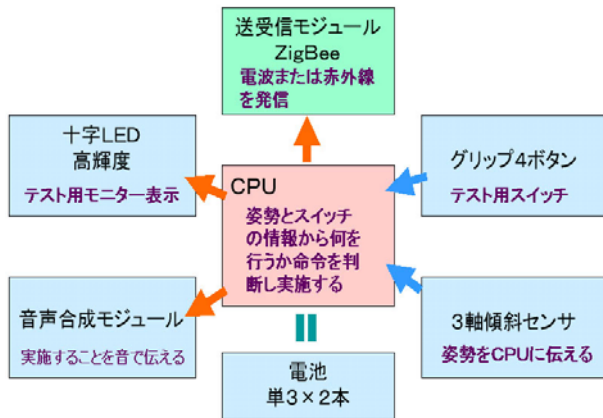 送受信モジュール
ZigBee
電波または赤外線
を発信
十字LED
高輝度
テスト用モニター表示
CPU
姿勢とスイッチ
の情報から何を
行うか命令を判
断し実施する
グリップ4ボタン
テスト用スイッチ
音声合成モジュール
実施することを音で伝える
3軸傾斜センサ
姿勢をCPUに伝える
電池
単3×2本